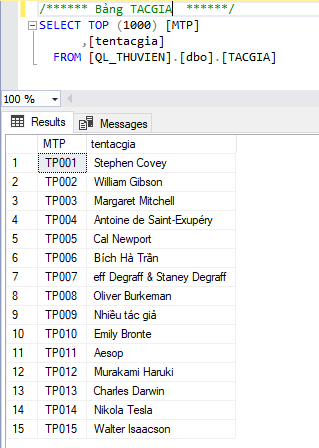 /****** Bảng TACGIA ******/
SELECT TOP (1000) [MTP]
,[tentacgia]
FROM [QL_THUVIEN].[dbo].[TACGIA]
100 %
Results Messages
MTP tentacgia
1 TP001 Stephen Covey
2 TP002 William Gibson
3 TP003 Margaret Mitchell
4 TP004 Antoine de Saint-Exupéry
5 TP005 Cal Newport
6 TP006 Bích Hà Trần
7 TP007 eff Degraff & Staney Degraff
8 TP008 Oliver Burkeman
9 TP009 Nhiều tác giả
10 TP010 Emily Bronte
11 TP011 Aesop
12 TP012 Murakami Haruki
13 TP013 Charles Darwin
14 TP014 Nikola Tesla
15 TP015 Walter Isaacson